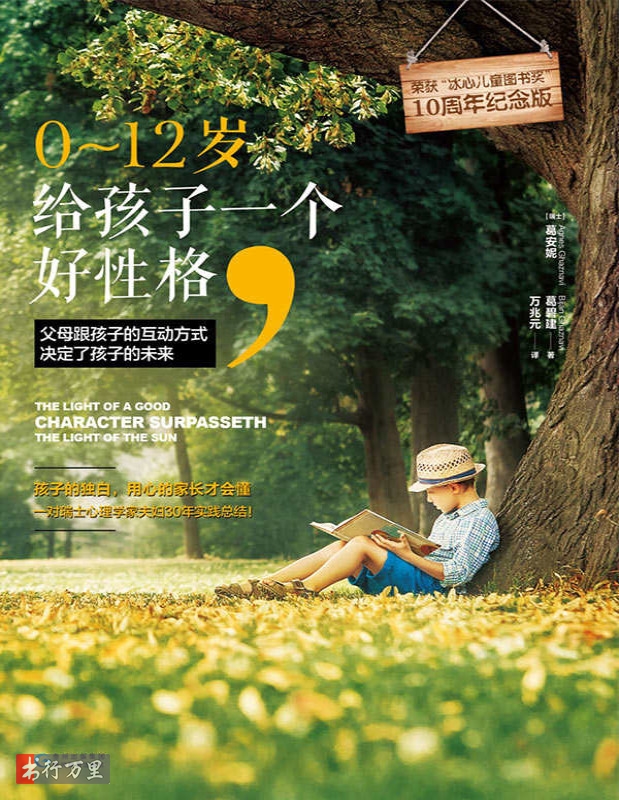 荣获“冰心儿童图书奖”
10周年纪念版
0~12岁
给孩子一个
好性格，
父母跟孩子的互动方式
决定了孩子的未来
[瑞士]
葛安妮 Agnes Ghaznavi
葛碧建 Bijan Ghaznavi 著
万兆元 译
THE LIGHT OF A GOOD
CHARACTER SURPASSETH
THE LIGHT OF THE SUN
孩子的独白，用心的家长才会懂
一对瑞士心理学家夫妇30年实践总结！
书行万里